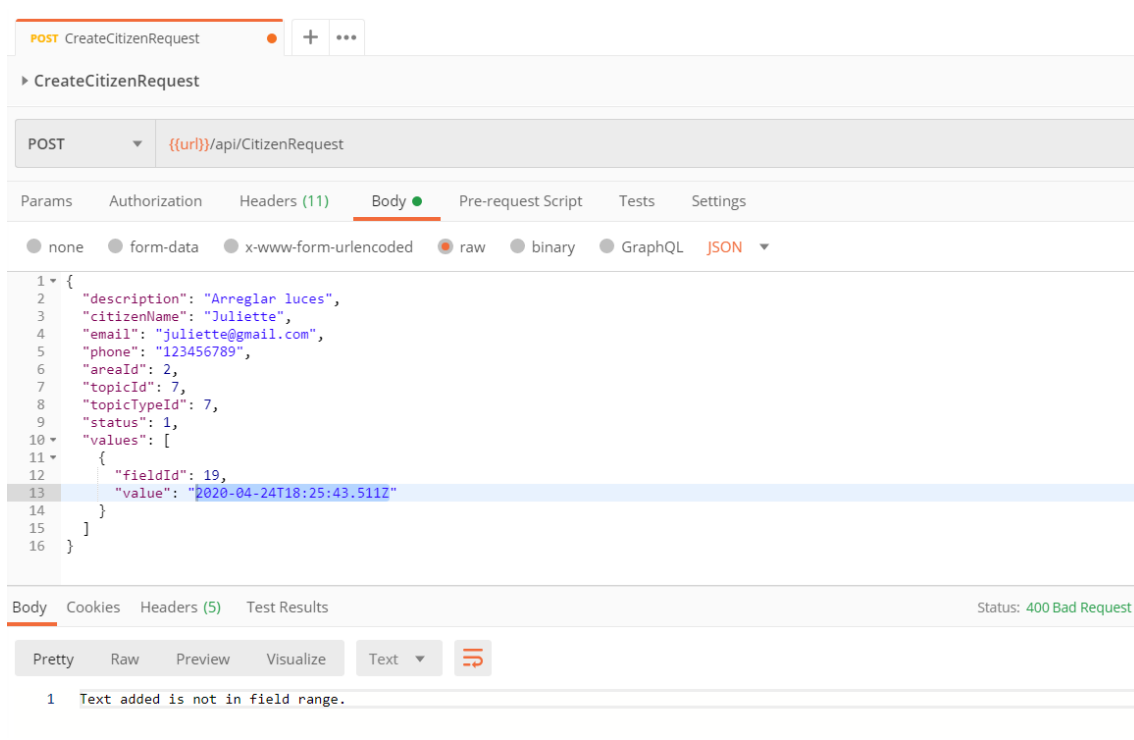 POST CreateCitizenRequest
CreateCitizenRequest
POST {{url}}/api/CitizenRequest
Params Authorization Headers (11) Body Pre-request Script Tests Settings
none form-data x-www-form-urlencoded raw binary GraphQL JSON
1 {
2 "description": "Arreglar luces",
3 "citizenName": "Juliette",
4 "email": "juliette@gmail.com",
5 "phone": "123456789",
6 "areaId": 2,
7 "topicId": 7,
8 "topicTypeId": 7,
9 "status": 1,
10 "values": [
11 {
12 "fieldId": 19,
13 "value": "2020-04-24T18:25:43.511Z"
14 }
15 ]
16 }
Body Cookies Headers (5) Test Results Status: 400 Bad Request
Pretty Raw Preview Visualize Text
1 Text added is not in field range.